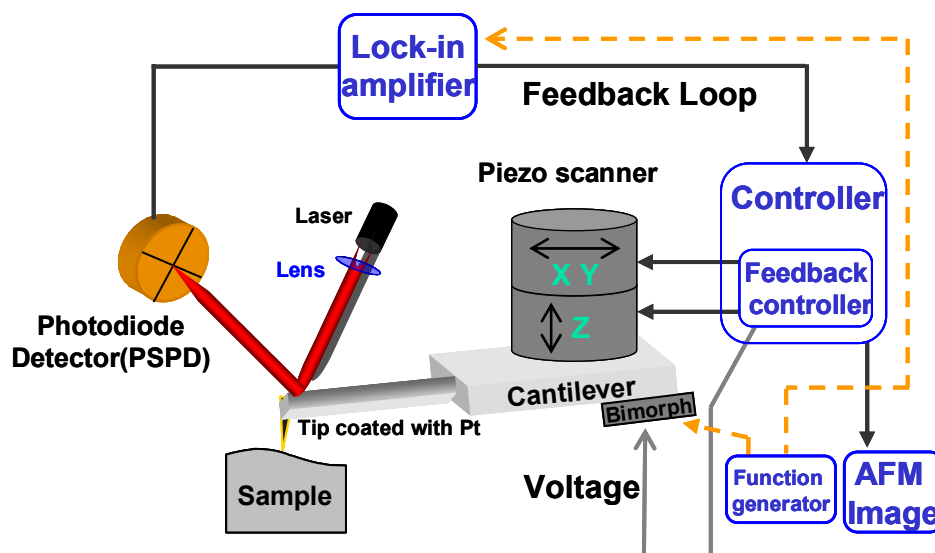 Lock-in
amplifier
Feedback Loop
Piezo scanner
Controller
Laser
Lens
X Y
Feedback
controller
Z
Photodiode
Detector(PSPD)
Cantilever
Bimorph
Tip coated with Pt
Sample
Voltage
Function
generator
AFM
Image